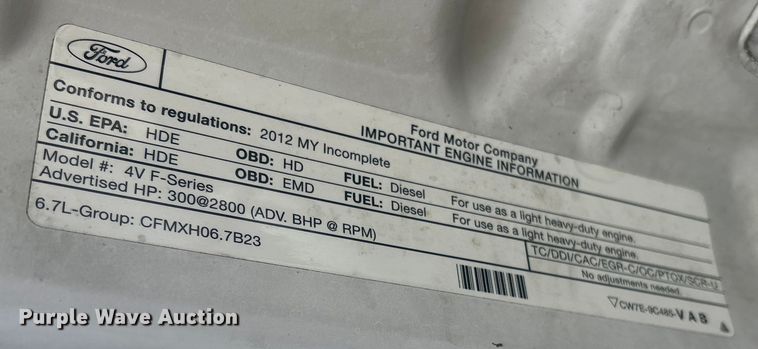 Ford
Ford Motor Company
IMPORTANT ENGINE INFORMATION
Conforms to regulations: 2012 MY Incomplete
U.S. EPA: HDE OBD: HD FUEL: Diesel For use as a light heavy-duty engine.
California: HDE OBD: EMD FUEL: Diesel For use as a light heavy-duty engine.
Model #: 4V F-Series TC/DDI/CAC/EGR-C/OC/PTOX/SCR-U
Advertised HP: 300@2800 (ADV. BHP @ RPM) No adjustments needed.
6.7L-Group: CFMXH06.7B23
CW7E-9C485-VAB
Purple Wave Auction